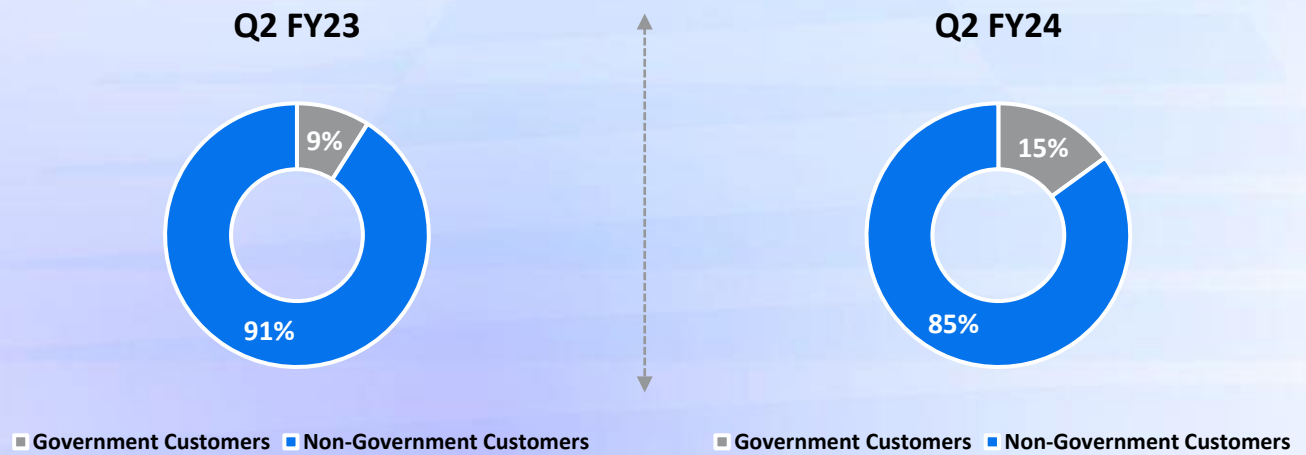 Q2 FY23
9%
91%
Government Customers Non-Government Customers
Q2 FY24
15%
85%
Government Customers Non-Government Customers